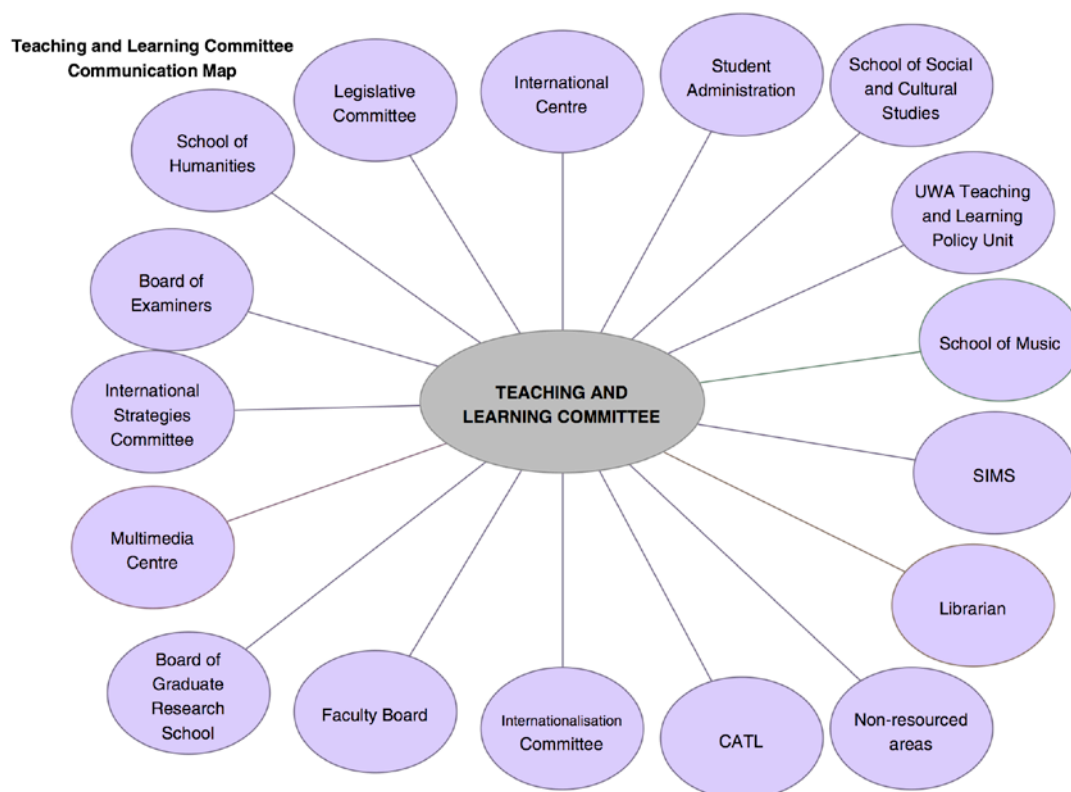 Teaching and Learning Committee
Communication Map
Legislative
Committee
International
Centre
Student
Administration
School of Social
and Cultural
Studies
School of
Humanities
UWA Teaching
and Learning
Policy Unit
Board of
Examiners
School of Music
TEACHING AND
LEARNING COMMITTEE
International
Strategies
Committee
SIMS
Multimedia
Centre
Librarian
Board of
Graduate
Research
School
Faculty Board
Internationalisation
Committee
CATL
Non-resourced
areas